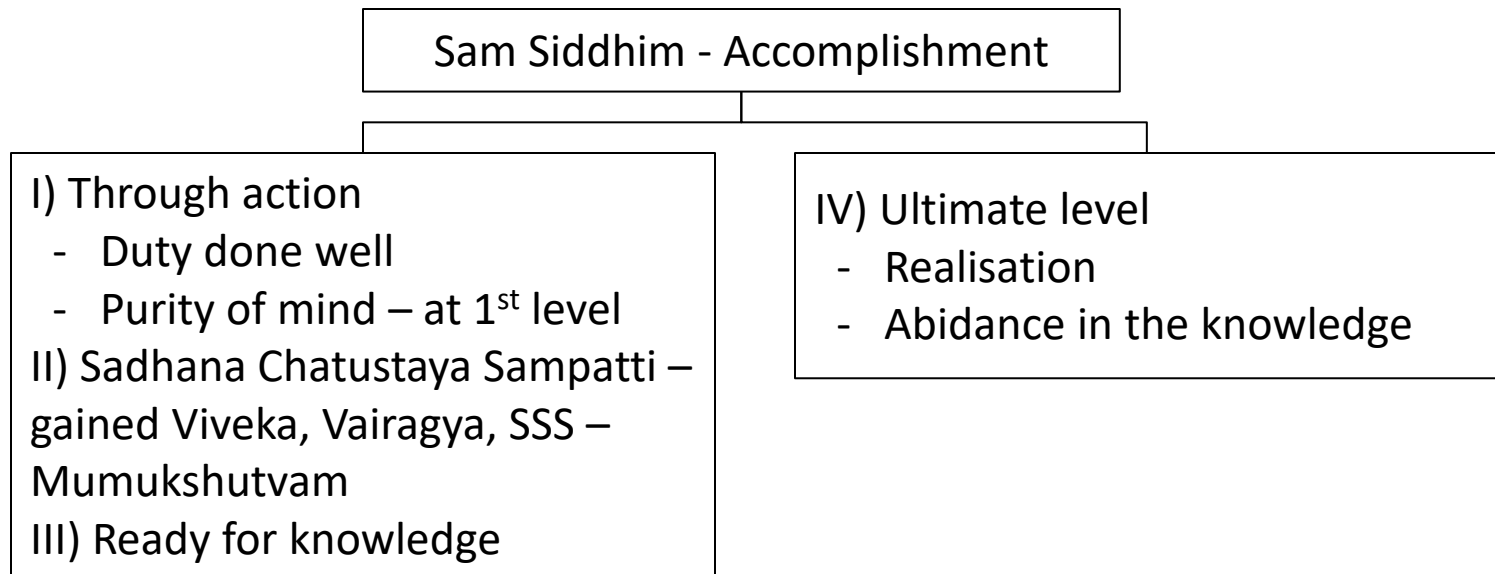 Sam Siddhim - Accomplishment
I) Through action
- Duty done well
- Purity of mind – at 1st level
II) Sadhana Chatustaya Sampatti –
gained Viveka, Vairagya, SSS –
Mumukshutvam
III) Ready for knowledge
IV) Ultimate level
- Realisation
- Abidance in the knowledge